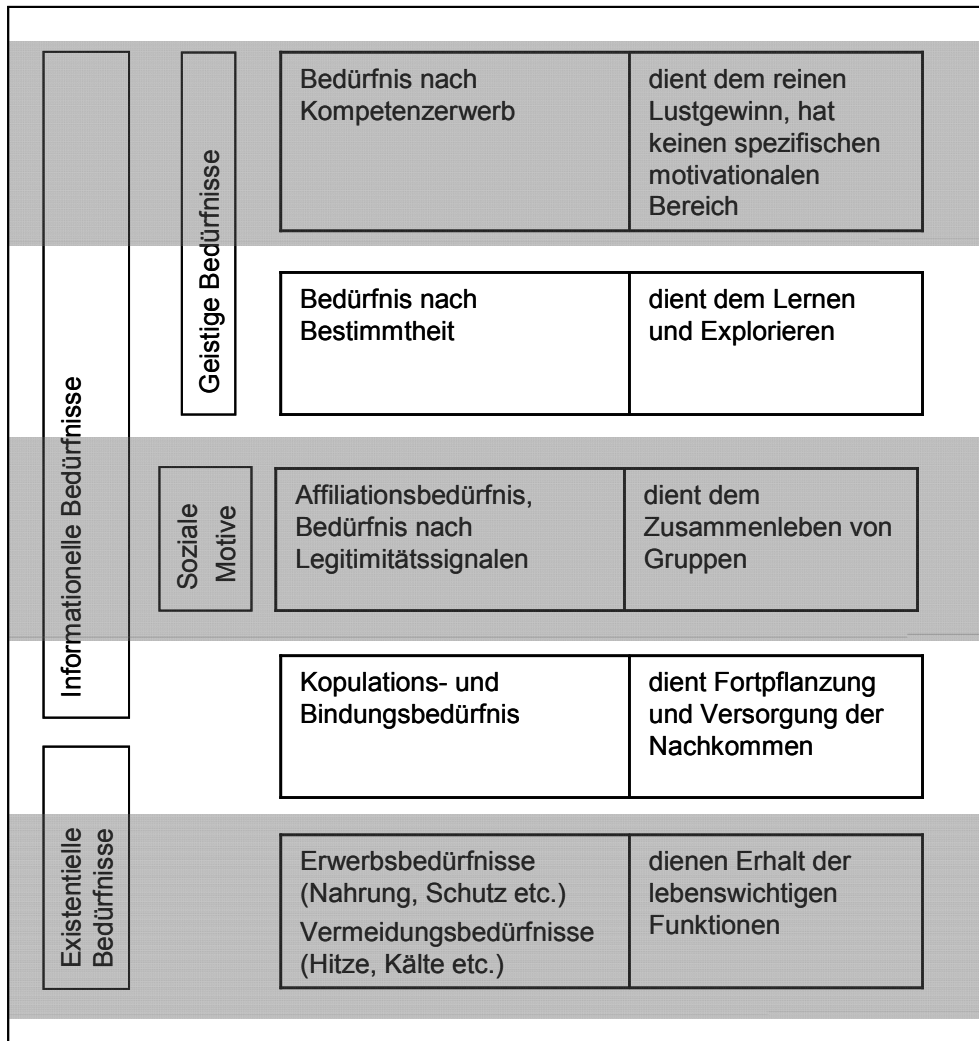 Informationelle Bedürfnisse
Geistige Bedürfnisse
Bedürfnis nach
Kompetenzerwerb
dient dem reinen
Lustgewinn, hat
keinen spezifischen
motivationalen
Bereich
Bedürfnis nach
Bestimmtheit
dient dem Lernen
und Explorieren
Soziale
Motive
Affiliationsbedürfnis,
Bedürfnis nach
Legitimitätssignalen
dient dem
Zusammenleben von
Gruppen
Kopulations- und
Bindungsbedürfnis
dient Fortpflanzung
und Versorgung der
Nachkommen
Existentielle
Bedürfnisse
Erwerbsbedürfnisse
(Nahrung, Schutz etc.)
Vermeidungsbedürfnisse
(Hitze, Kälte etc.)
dienen Erhalt der
lebenswichtigen
Funktionen